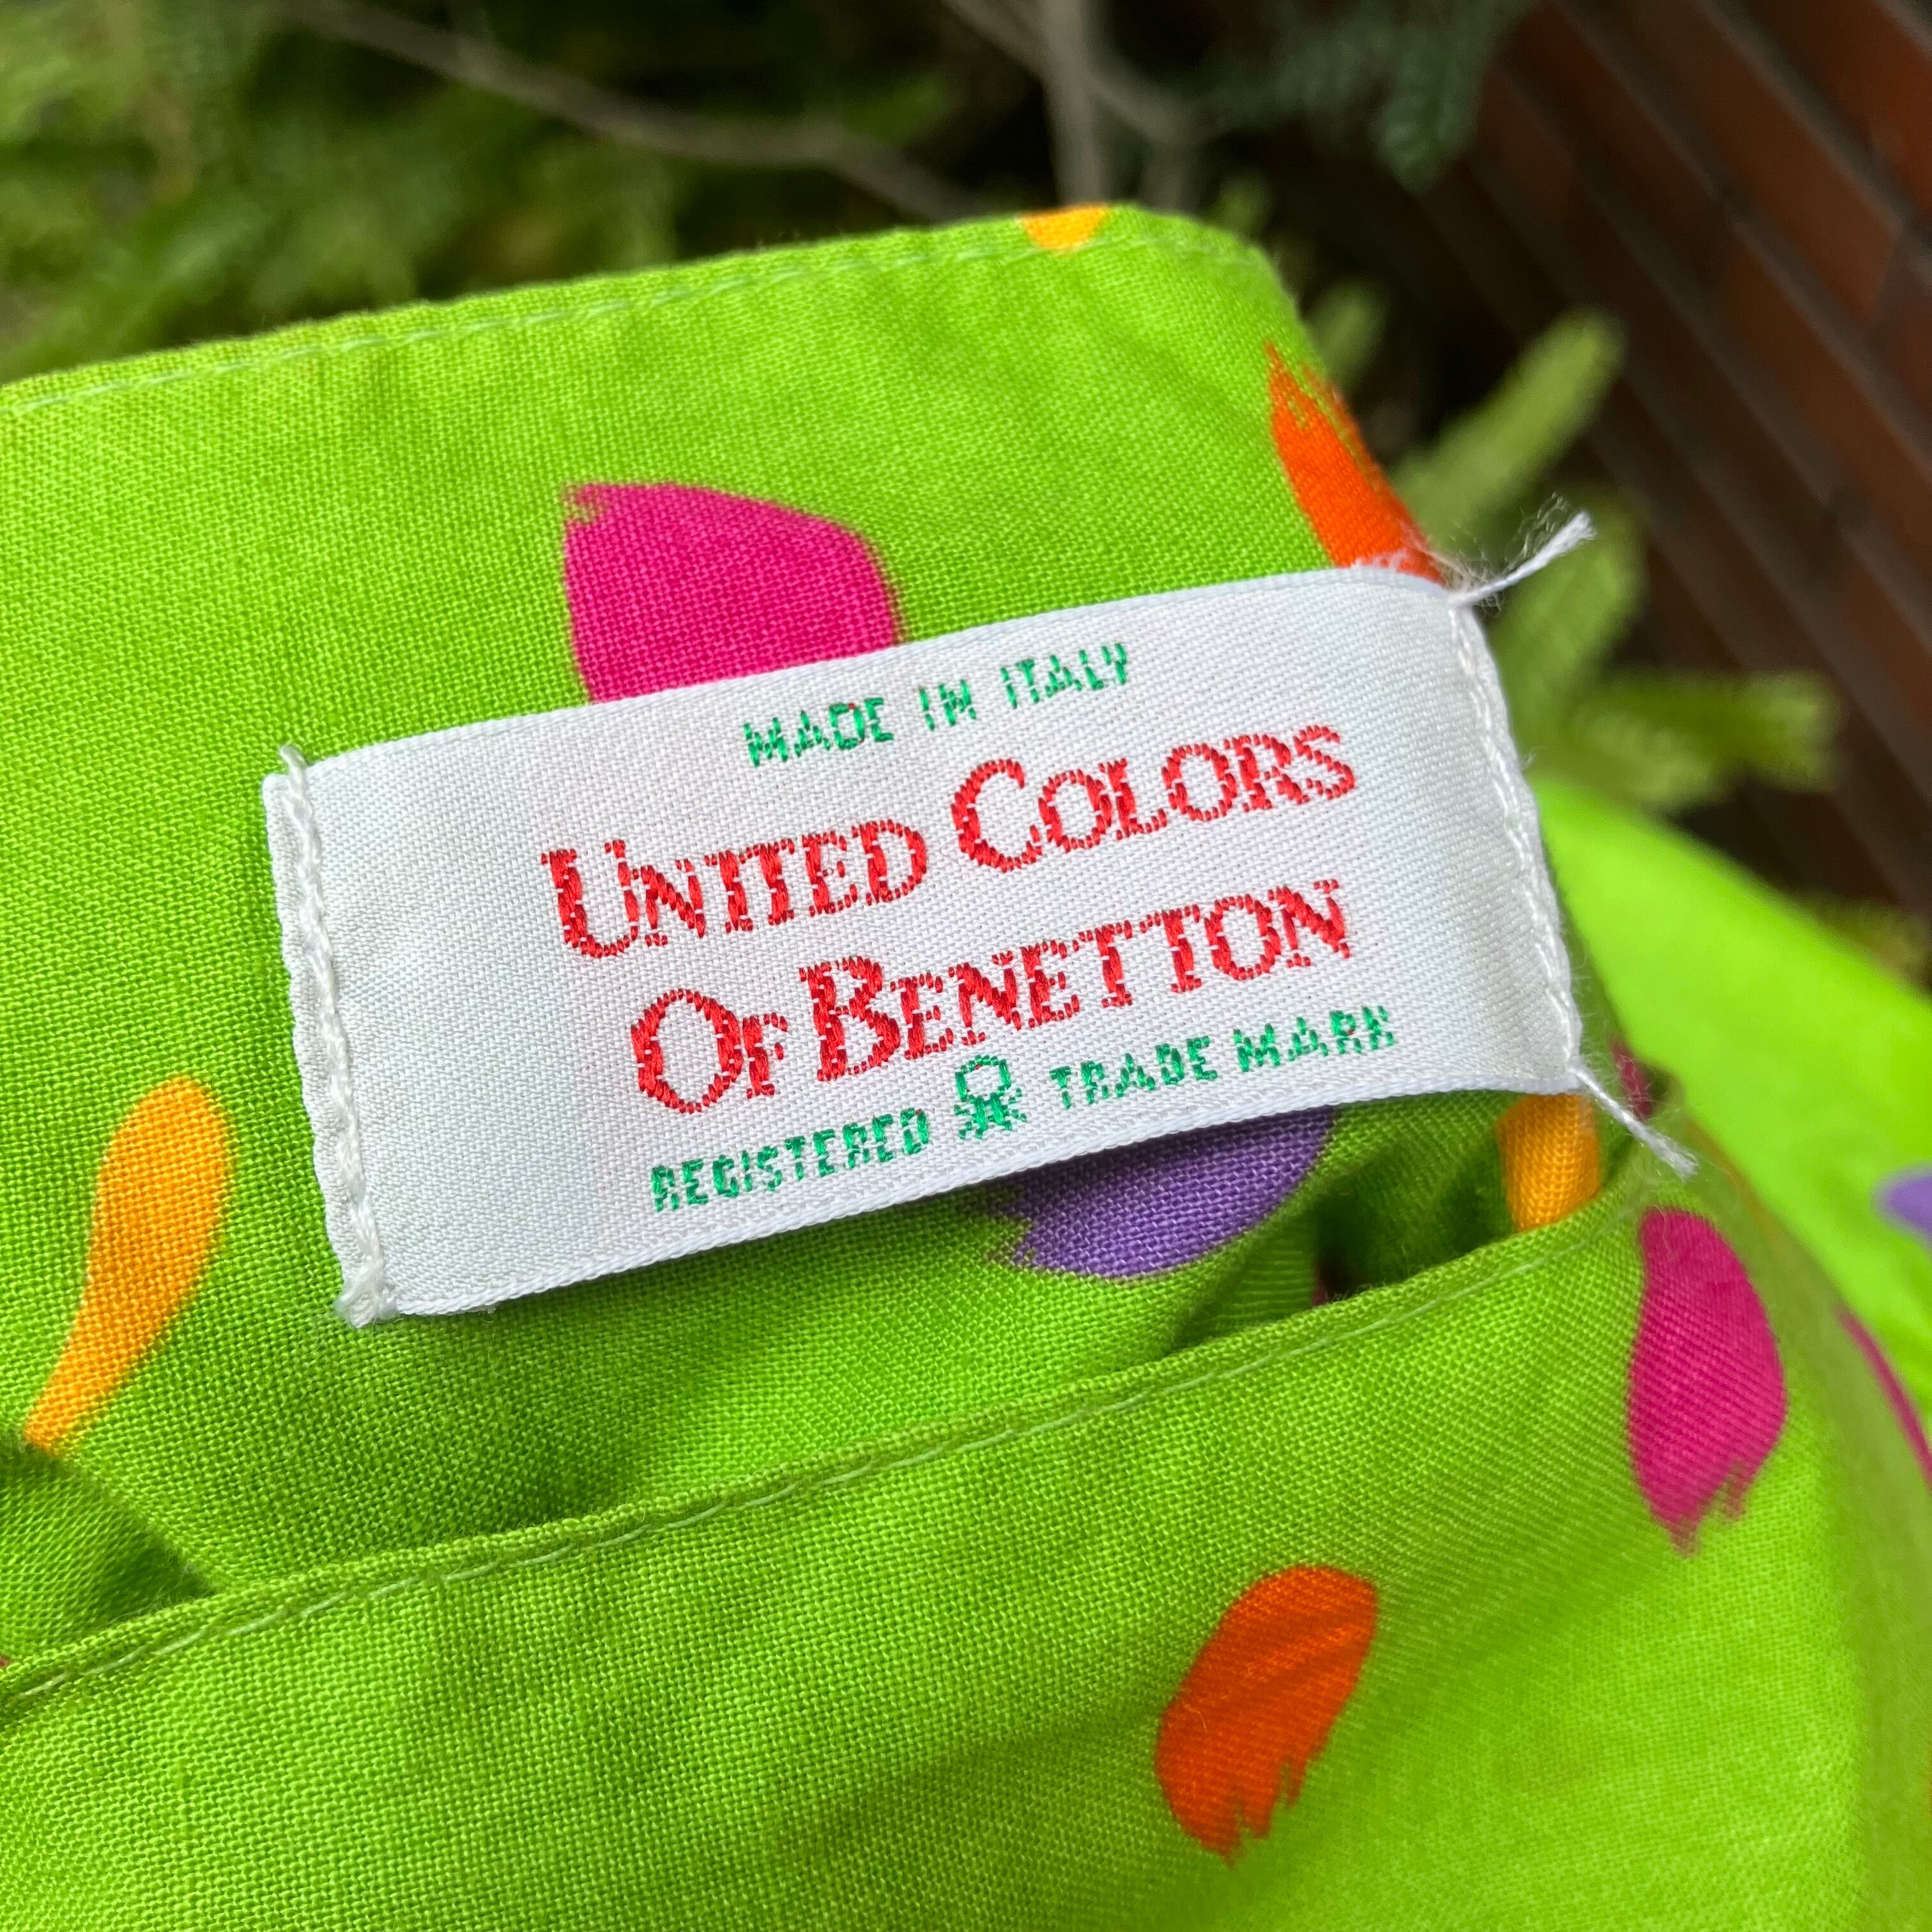 MADE IN ITALY
UNITED COLORS
OF BENETTON
REGISTERED TRADE MARK